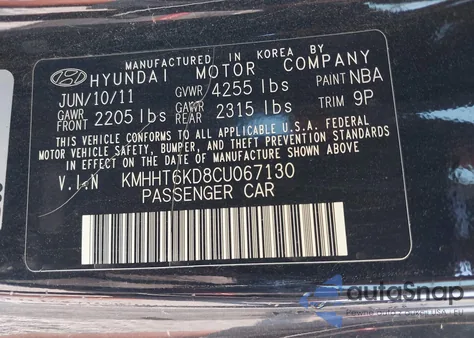 MANUFACTURED IN KOREA BY
HYUNDAI MOTOR COMPANY
JUN/10/11 GVWR 4255 lbs PAINT NBA
GAWR FRONT 2205 lbs GAWR REAR 2315 lbs TRIM 9P
THIS VEHICLE CONFORMS TO ALL APPLICABLE U.S.A. FEDERAL
MOTOR VEHICLE SAFETY, BUMPER, AND THEFT PREVENTION STANDARDS
IN EFFECT ON THE DATE OF MANUFACTURE SHOWN ABOVE
V.I.N KMHHT6KD8CU067130
PASSENGER CAR
autoSnap